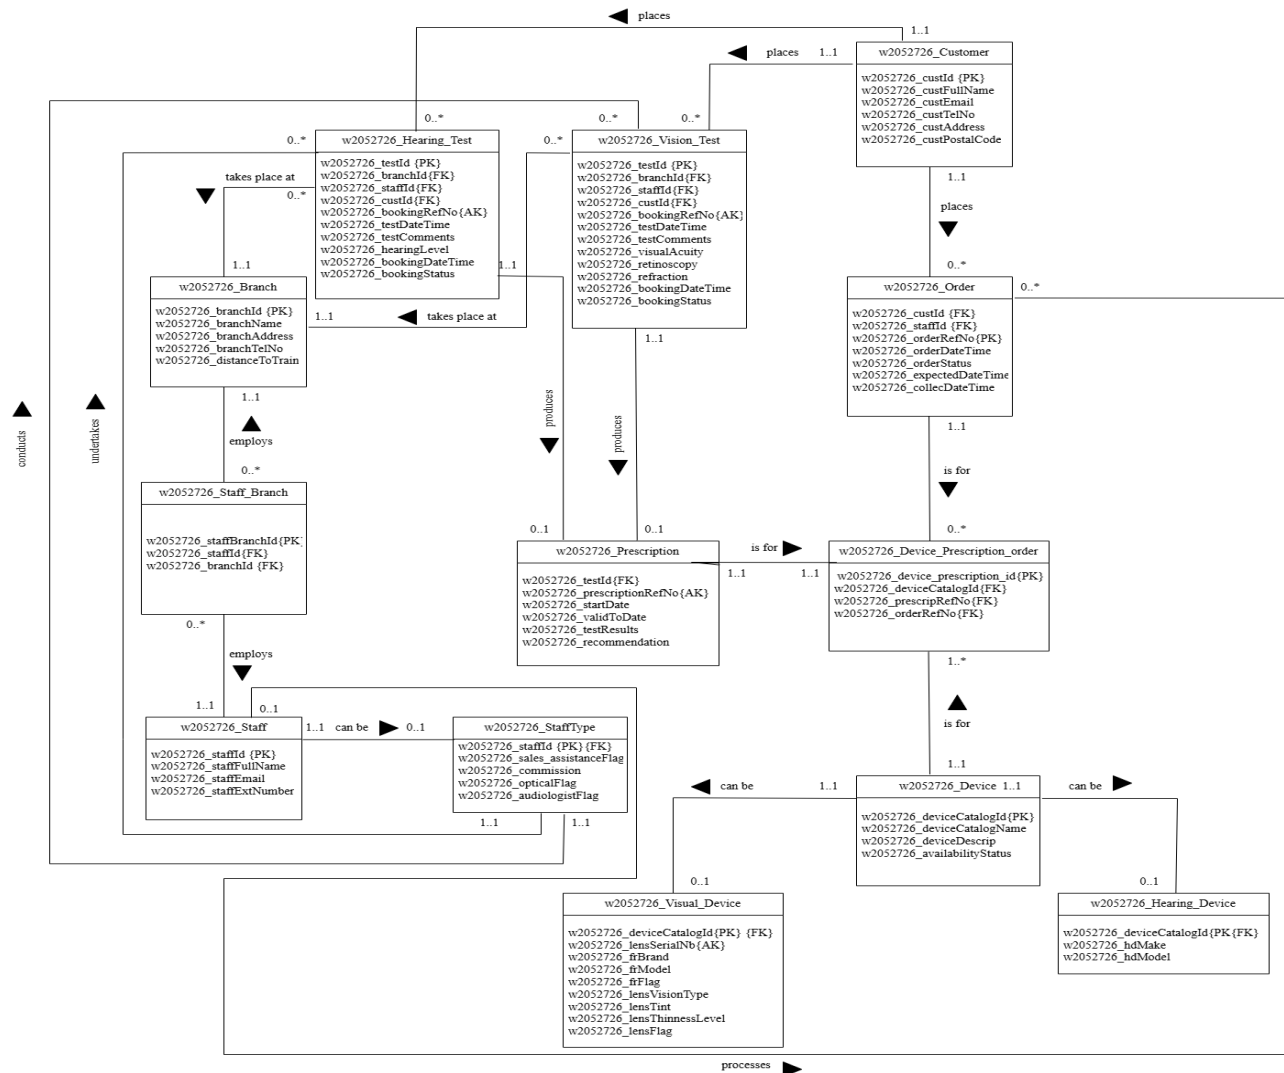 places
1..1
w2052726_Customer
w2052726_custId {PK}
w2052726_custFullName
w2052726_custEmail
w2052726_custTelNo
w2052726_custAddress
w2052726_custPostalCode
places
1..1
0..*
0..*
0..*
0..*
0..*
w2052726_Hearing_Test
w2052726_testId {PK}
w2052726_branchId{FK}
w2052726_staffId{FK}
w2052726_custId{FK}
w2052726_bookingRefNo{AK}
w2052726_testDateTime
w2052726_testComments
w2052726_hearingLevel
w2052726_bookingDateTime
w2052726_bookingStatus
w2052726_Vision_Test
w2052726_testId {PK}
w2052726_branchId{FK}
w2052726_staffId{FK}
w2052726_custId{FK}
w2052726_bookingRefNo{AK}
w2052726_testDateTime
w2052726_testComments
w2052726_visualAcuity
w2052726_retinoscopy
w2052726_refraction
w2052726_bookingDateTime
w2052726_bookingStatus
takes place at
0..*
1..1
1..1
1..1
places
0..*
w2052726_Branch
w2052726_branchId {PK}
w2052726_branchName
w2052726_branchAddress
w2052726_branchTelNo
w2052726_distanceToTrain
1..1
takes place at
1..1
w2052726_Order
0..*
w2052726_custId {FK}
w2052726_staffId {FK}
w2052726_orderRefNo{PK}
w2052726_orderDateTime
w2052726_orderStatus
w2052726_expectedDateTime
w2052726_collecDateTime
1..1
1..1
conducts
undertakes
produces
produces
employs
is for
0..*
0..*
w2052726_Staff_Branch
w2052726_staffBranchId{PK}
w2052726_staffId{FK}
w2052726_branchId {FK}
0..*
0..1
0..1
w2052726_Prescription
w2052726_testId{FK}
w2052726_prescriptionRefNo{AK}
w2052726_startDate
w2052726_validToDate
w2052726_testResults
w2052726_recommendation
is for
1..1
1..1
w2052726_Device_Prescription_order
w2052726_device_prescription_id{PK}
w2052726_deviceCatalogId{FK}
w2052726_prescripRefNo{FK}
w2052726_orderRefNo{FK}
employs
1..*
1..1
0..1
w2052726_Staff
w2052726_staffId {PK}
w2052726_staffFullName
w2052726_staffEmail
w2052726_staffExtNumber
1..1 can be 0..1
w2052726_StaffType
w2052726_staffId {PK}{FK}
w2052726_sales_assistanceFlag
w2052726_commission
w2052726_opticalFlag
w2052726_audiologistFlag
1..1
1..1
is for
1..1
can be
1..1
w2052726_Device
1..1
can be
w2052726_deviceCatalogId{PK}
w2052726_deviceCatalogName
w2052726_deviceDescrip
w2052726_availabilityStatus
0..1
0..1
w2052726_Visual_Device
w2052726_deviceCatalogId{PK} {FK}
w2052726_lensSerialNb{AK}
w2052726_frBrand
w2052726_frModel
w2052726_frFlag
w2052726_lensVisionType
w2052726_lensTint
w2052726_lensThinnessLevel
w2052726_lensFlag
w2052726_Hearing_Device
w2052726_deviceCatalogId{PK{FK}
w2052726_hdMake
w2052726_hdModel
processes